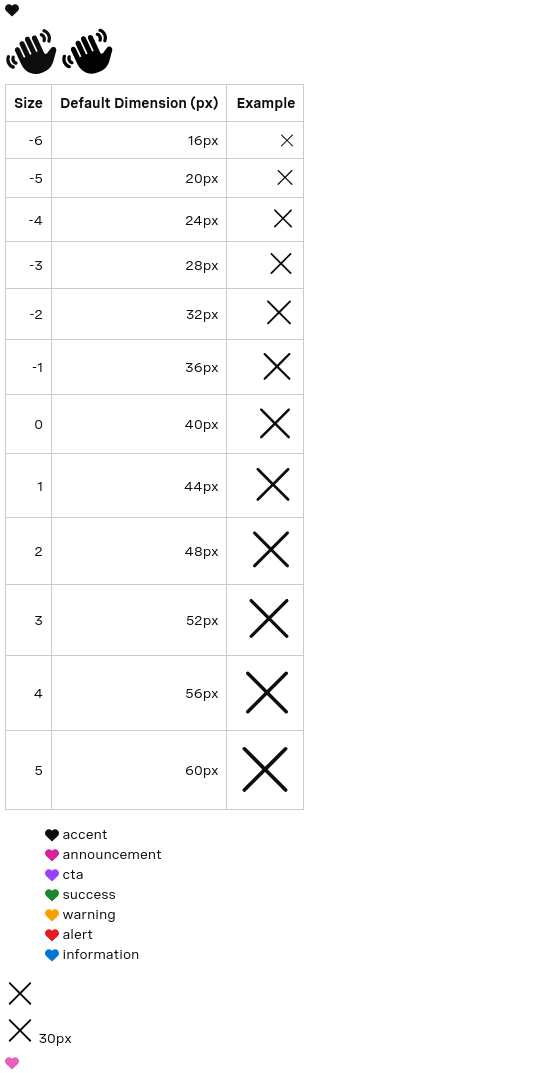 Size Default Dimension (px) Example
-6 16px
-5 20px
-4 24px
-3 28px
-2 32px
-1 36px
0 40px
1 44px
2 48px
3 52px
4 56px
5 60px
accent
announcement
cta
success
warning
alert
information
30px